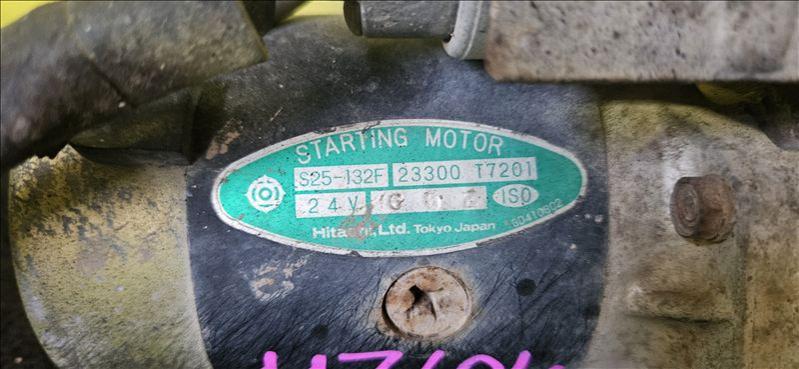 STARTING MOTOR
S25-132F 23300 T7201
24V ISO
Hitachi, Ltd. Tokyo Japan